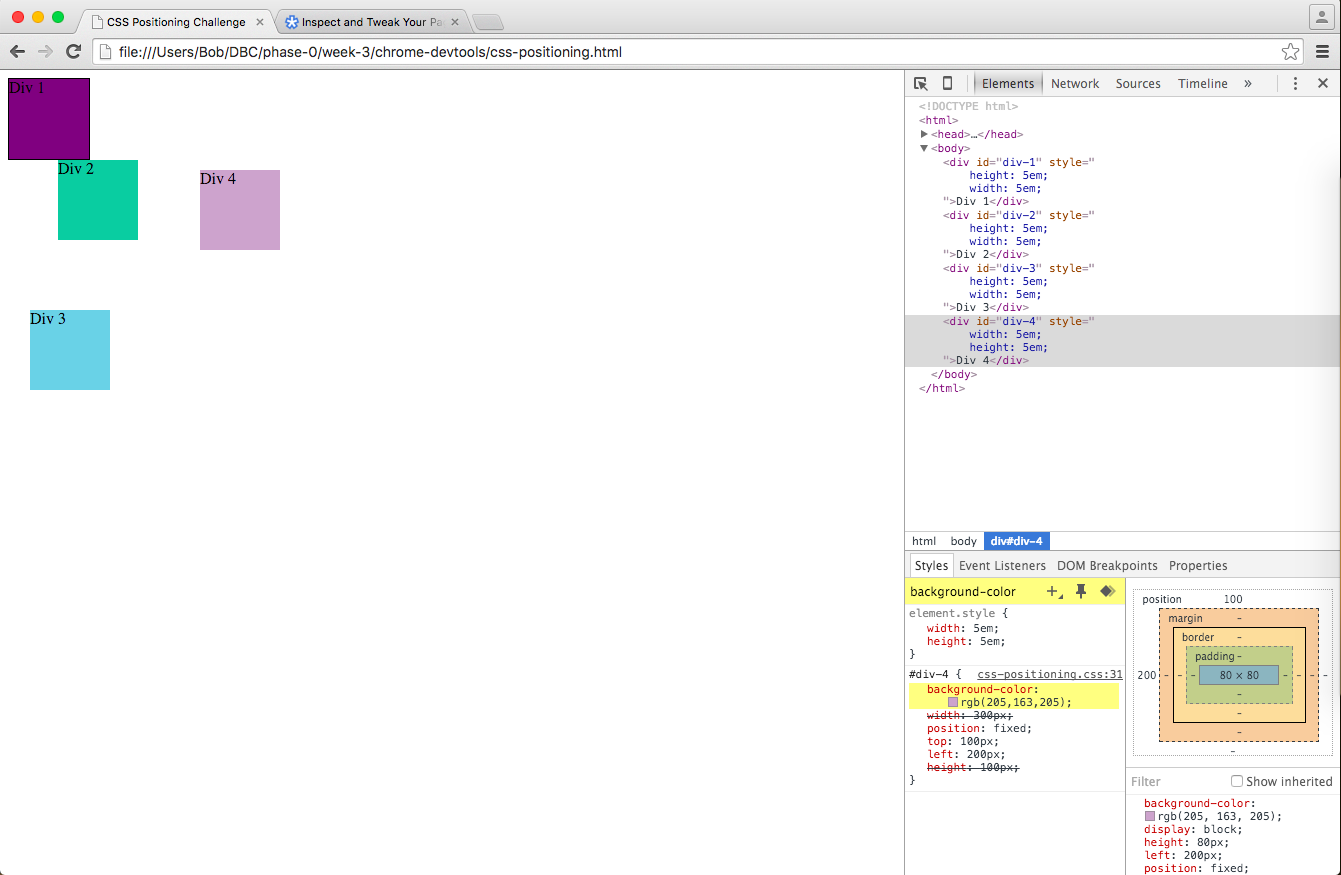 CSS Positioning Challenge
Inspect and Tweak Your Pa
file:///Users/Bob/DBC/phase-0/week-3/chrome-devtools/css-positioning.html
Div 1
Div 2
Div 4
Div 3
Elements Network Sources Timeline »
<!DOCTYPE html>
<html>
<head>…</head>
<body>
<div id="div-1" style="
height: 5em;
width: 5em;
">Div 1</div>
<div id="div-2" style="
height: 5em;
width: 5em;
">Div 2</div>
<div id="div-3" style="
height: 5em;
width: 5em;
">Div 3</div>
<div id="div-4" style="
width: 5em;
height: 5em;
">Div 4</div>
</body>
</html>
html body div#div-4
Styles Event Listeners DOM Breakpoints Properties
background-color
element.style {
width: 5em;
height: 5em;
}
#div-4 { css-positioning.css:31
background-color:
rgb(205,163,205);
width: 300px;
position: fixed;
top: 100px;
left: 200px;
height: 100px;
}
position 100
margin -
border -
padding -
200 - - - 80 × 80 - - - -
-
-
-
-
Filter Show inherited
background-color:
rgb(205, 163, 205);
display: block;
height: 80px;
left: 200px;
position: fixed;